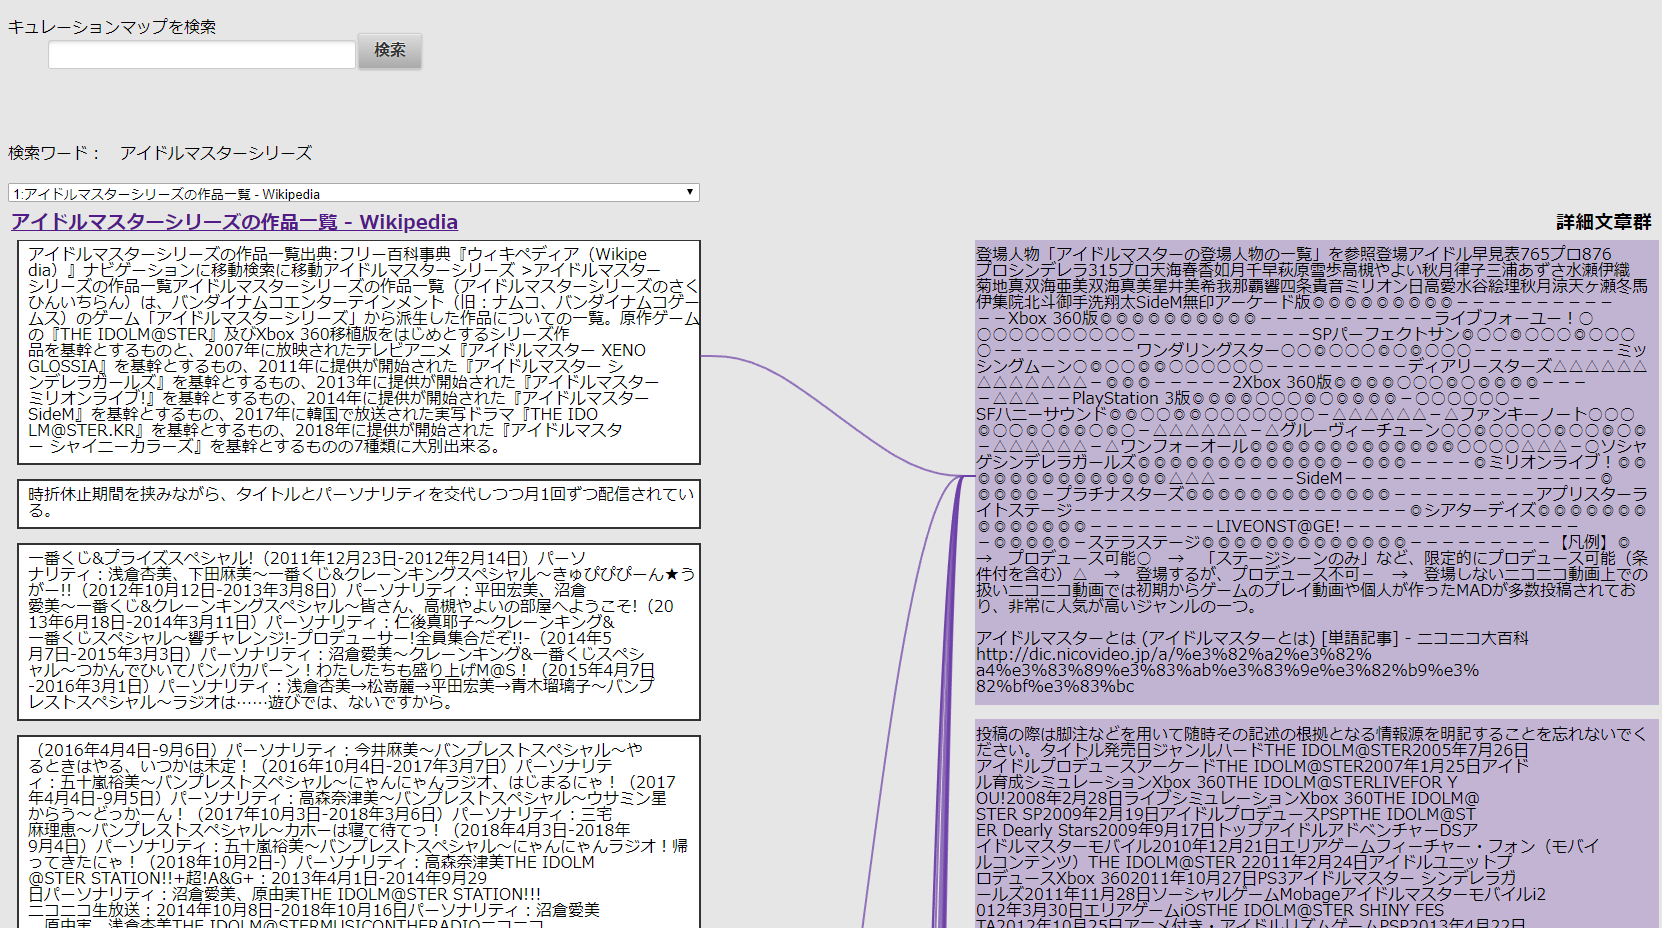 キュレーションマップを検索
検索
検索ワード： アイドルマスターシリーズ
1:アイドルマスターシリーズの作品一覧 - Wikipedia
アイドルマスターシリーズの作品一覧 - Wikipedia
アイドルマスターシリーズの作品一覧出典:フリー百科事典『ウィキペディア（Wikipe
dia）』ナビゲーションに移動検索に移動アイドルマスターシリーズ >アイドルマスター
シリーズの作品一覧アイドルマスターシリーズの作品一覧（アイドルマスターシリーズのさく
ひんいちらん）は、バンダイナムコエンターテインメント（旧：ナムコ、バンダイナムコゲー
ムス）のゲーム「アイドルマスターシリーズ」から派生した作品についての一覧。原作ゲーム
の『THE IDOLM@STER』及びXbox 360移植版をはじめとするシリーズ作
品を基幹とするものと、2007年に放映されたテレビアニメ『アイドルマスター XENO
GLOSSIA』を基幹とするもの、2011年に提供が開始された『アイドルマスター シ
ンデレラガールズ』を基幹とするもの、2013年に提供が開始された『アイドルマスター
ミリオンライブ!』を基幹とするもの、2014年に提供が開始された『アイドルマスター
SideM』を基幹とするもの、2017年に韓国で放送された実写ドラマ『THE IDO
LM@STER.KR』を基幹とするもの、2018年に提供が開始された『アイドルマスタ
ー シャイニーカラーズ』を基幹とするものの7種類に大別出来る。
時折休止期間を挟みながら、タイトルとパーソナリティを交代しつつ月1回ずつ配信されてい
る。
一番くじ&プライズスペシャル!（2011年12月23日-2012年2月14日）パーソ
ナリティ：浅倉杏美、下田麻美～一番くじ&クレーンキングスペシャル～きゅぴぴぴーん★う
がー!!（2012年10月12日-2013年3月8日）パーソナリティ：平田宏美、沼倉
愛美～一番くじ&クレーンキングスペシャル～皆さん、高槻やよいの部屋へようこそ!（20
13年6月18日-2014年3月11日）パーソナリティ：仁後真耶子～クレーンキング&
一番くじスペシャル～響チャレンジ!-プロデューサー!全員集合だぞ!!-（2014年5
月7日-2015年3月3日）パーソナリティ：沼倉愛美～クレーンキング&一番くじスペシ
ャル～つかんでひいてパンパカパーン！わたしたちも盛り上げM@S！（2015年4月7日
-2016年3月1日）パーソナリティ：浅倉杏美→松嵜麗→平田宏美→青木瑠璃子～バンプ
レストスペシャル～ラジオは……遊びでは、ないですから。
（2016年4月4日-9月6日）パーソナリティ：今井麻美～バンプレストスペシャル～や
るときはやる、いつかは未定！（2016年10月4日-2017年3月7日）パーソナリテ
ィ：五十嵐裕美～バンプレストスペシャル～にゃんにゃんラジオ、はじまるにゃ！（2017
年4月4日-9月5日）パーソナリティ：高森奈津美～バンプレストスペシャル～ウサミン星
からう～どっかーん！（2017年10月3日-2018年3月6日）パーソナリティ：三宅
麻理恵～バンプレストスペシャル～カホーは寝て待てっ！（2018年4月3日-2018年
9月4日）パーソナリティ：五十嵐裕美～バンプレストスペシャル～にゃんにゃんラジオ！帰
ってきたにゃ！（2018年10月2日-）パーソナリティ：高森奈津美THE IDOLM
@STER STATION!!+超!A&G+：2013年4月1日-2014年9月29
日パーソナリティ：沼倉愛美、原由実THE IDOLM@STER STATION!!!
ニコニコ生放送：2014年10月8日-2018年10月16日パーソナリティ：沼倉愛美
、原由実、浅倉杏美THE IDOLM@STERMUSICONTHERADIOニコニコ
詳細文章群
登場人物「アイドルマスターの登場人物の一覧」を参照登場アイドル早見表765プロ876
プロシンデレラ315プロ天海春香如月千早萩原雪歩高槻やよい秋月律子三浦あずさ水瀬伊織
菊地真双海亜美双海真美星井美希我那覇響四条貴音ミリオン日高愛水谷絵理秋月涼天ヶ瀬冬馬
伊集院北斗御手洗翔太SideM無印アーケード版◎◎◎◎◎◎◎◎◎－－－－－－－－－－
－－Xbox 360版◎◎◎◎◎◎◎◎◎◎－－－－－－－－－－－ライブフォーユー！○
○○○○○○○○○○－－－－－－－－－－－SPパーフェクトサン◎○○◎○○○◎○○○
○－－－－－－－－－ワンダリングスター○○◎○○○◎○◎○○○－－－－－－－－－ミッ
シングムーン○◎○○◎◎○○○○○○－－－－－－－－－ディアリースターズ△△△△△△
△△△△△△△－◎◎◎－－－－－2Xbox 360版◎◎◎◎○○○◎○◎◎◎◎－－－
－△△△－－PlayStation 3版◎◎◎◎○○○◎○◎◎◎◎－○○○○○○－－
SFハニーサウンド◎◎○○◎◎○○○○○○○－△△△△△△－△ファンキーノート○○○
◎○○◎○◎◎○◎○－△△△△△△－△グルーヴィーチューン○○◎○○○○◎○○◎○◎
－△△△△△－△ワンフォーオール◎◎◎◎◎◎◎◎◎◎◎◎◎○○○○△△△－○ソシャ
ゲシンデレラガールズ◎◎◎◎◎◎◎◎◎◎◎◎◎－◎◎◎－－－－◎ミリオンライブ！◎◎
◎◎◎◎◎◎◎◎◎◎◎◎△△△－－－－－SideM－－－－－－－－－－－－－－－－◎
◎◎◎◎－プラチナスターズ◎◎◎◎◎◎◎◎◎◎◎◎◎－－－－－－－－－アプリスターラ
イトステージ－－－－－－－－－－－－－－－－－－－－－◎シアターデイズ◎◎◎◎◎◎◎
◎◎◎◎◎◎◎－－－－－－－－LIVEONST@GE!－－－－－－－－－－－－－－－
－◎◎◎◎◎－ステラステージ◎◎◎◎◎◎◎◎◎◎◎◎◎－－－－－－－－－【凡例】◎
→ プロデュース可能○ → 「ステージシーンのみ」など、限定的にプロデュース可能（条
件付を含む）△ → 登場するが、プロデュース不可－ → 登場しないニコニコ動画上での
扱いニコニコ動画では初期からゲームのプレイ動画や個人が作ったMADが多数投稿されてお
り、非常に人気が高いジャンルの一つ。
アイドルマスターとは (アイドルマスターとは) [単語記事] - ニコニコ大百科
http://dic.nicovideo.jp/a/%e3%82%a2%e3%82%
a4%e3%83%89%e3%83%ab%e3%83%9e%e3%82%b9%e3%
82%bf%e3%83%bc
投稿の際は脚注などを用いて随時その記述の根拠となる情報源を明記することを忘れないでく
ださい。タイトル発売日ジャンルハードTHE IDOLM@STER2005年7月26日
アイドルプロデュースアーケードTHE IDOLM@STER2007年1月25日アイド
ル育成シミュレーションXbox 360THE IDOLM@STERLIVEFOR Y
OU!2008年2月28日ライブシミュレーションXbox 360THE IDOLM@
STER SP2009年2月19日アイドルプロデュースPSPTHE IDOLM@ST
ER Dearly Stars2009年9月17日トップアイドルアドベンチャーDSア
イドルマスターモバイル2010年12月21日エリアゲームフィーチャー・フォン（モバイ
ルコンテンツ）THE IDOLM@STER 22011年2月24日アイドルユニットプ
ロデュースXbox 3602011年10月27日PS3アイドルマスター シンデレラガ
ールズ2011年11月28日ソーシャルゲームMobageアイドルマスターモバイルi2
012年3月30日エリアゲームiOSTHE IDOLM@STER SHINY FES
TA2012年10月25日アニメ付き・アイドルリズムゲームPSP2013年4月22日